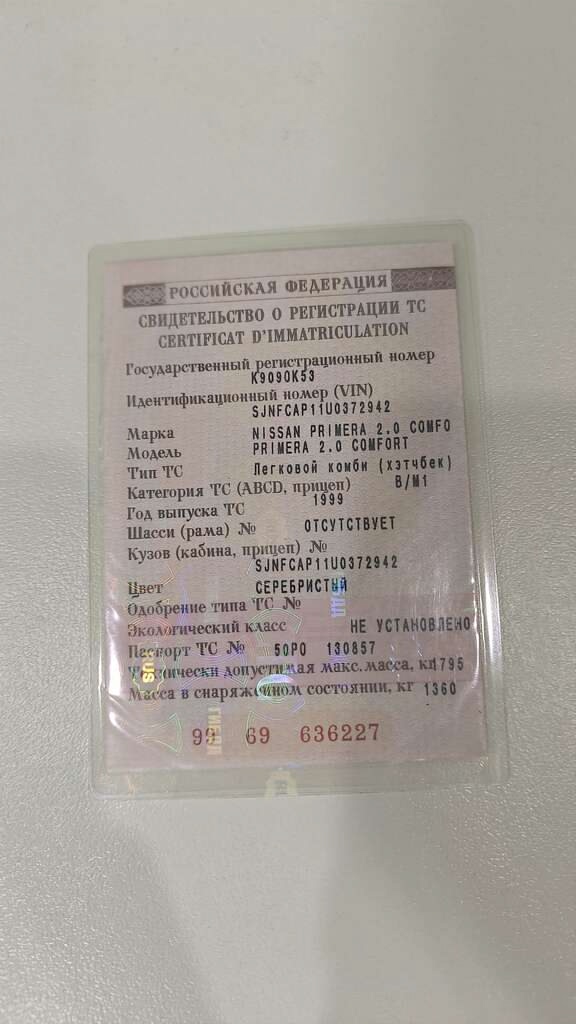 РОССИЙСКАЯ ФЕДЕРАЦИЯ
СВИДЕТЕЛЬСТВО О РЕГИСТРАЦИИ ТС
CERTIFICAT D'IMMATRICULATION
Государственный регистрационный номер
К909ОК53
Идентификационный номер (VIN)
SJNFCAP11U0372942
Марка NISSAN PRIMERA 2.0 COMFO
Модель PRIMERA 2.0 COMFORT
Тип ТС Легковой комби (хэтчбек)
Категория ТС (ABCD, прицеп) B/M1
Год выпуска ТС 1999
Шасси (рама) № ОТСУТСТВУЕТ
Кузов (кабина, прицеп) №
SJNFCAP11U0372942
Цвет СЕРЕБРИСТЫЙ
Одобрение типа ТС №
Экологический класс НЕ УСТАНОВЛЕНО
Паспорт ТС № 50РО 130857
Технически допустимая макс. масса, кг 1795
Масса в снаряженном состоянии, кг 1360
99 69 636227